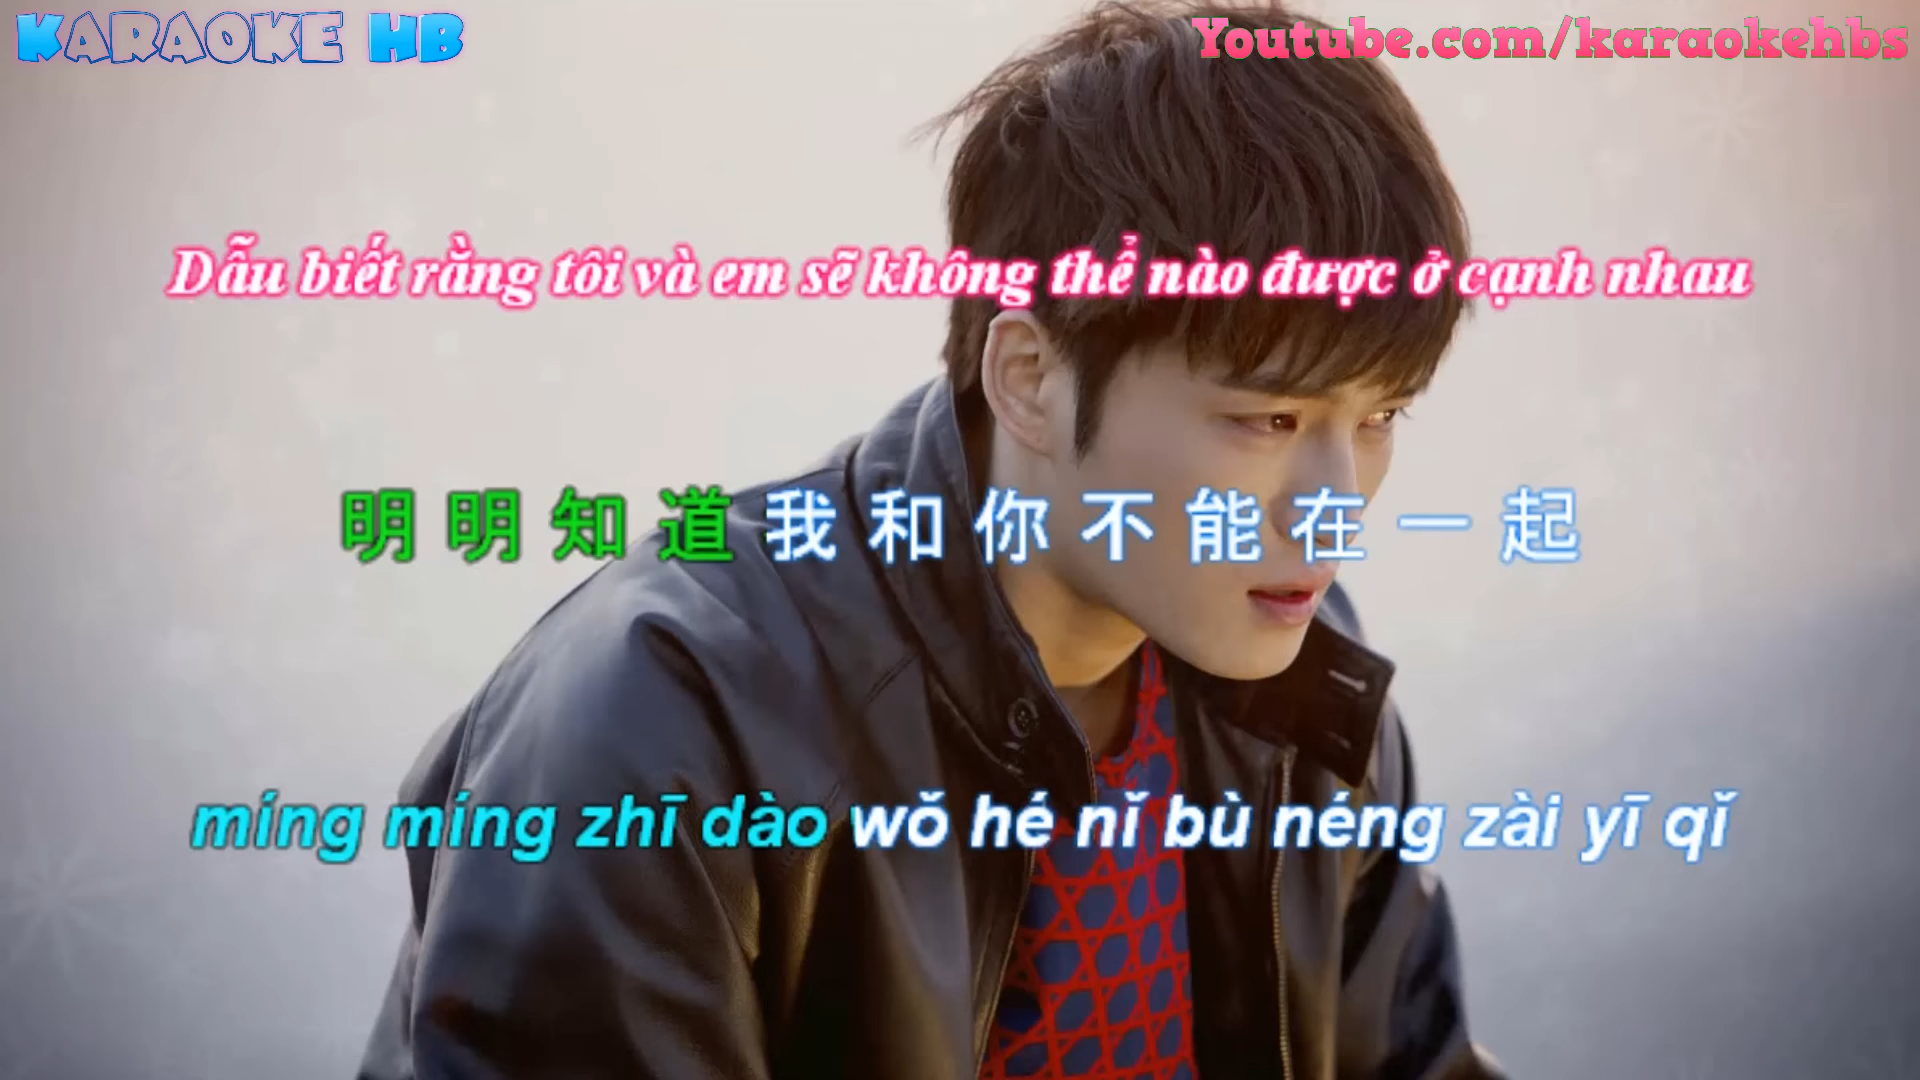 KARAOKE HB
Youtube.com/karaokehbs
Dẫu biết rằng tôi và em sẽ không thể nào được ở cạnh nhau
明明知道我和你不能在一起
míng míng zhī dào wǒ hé nǐ bù néng zài yī qǐ